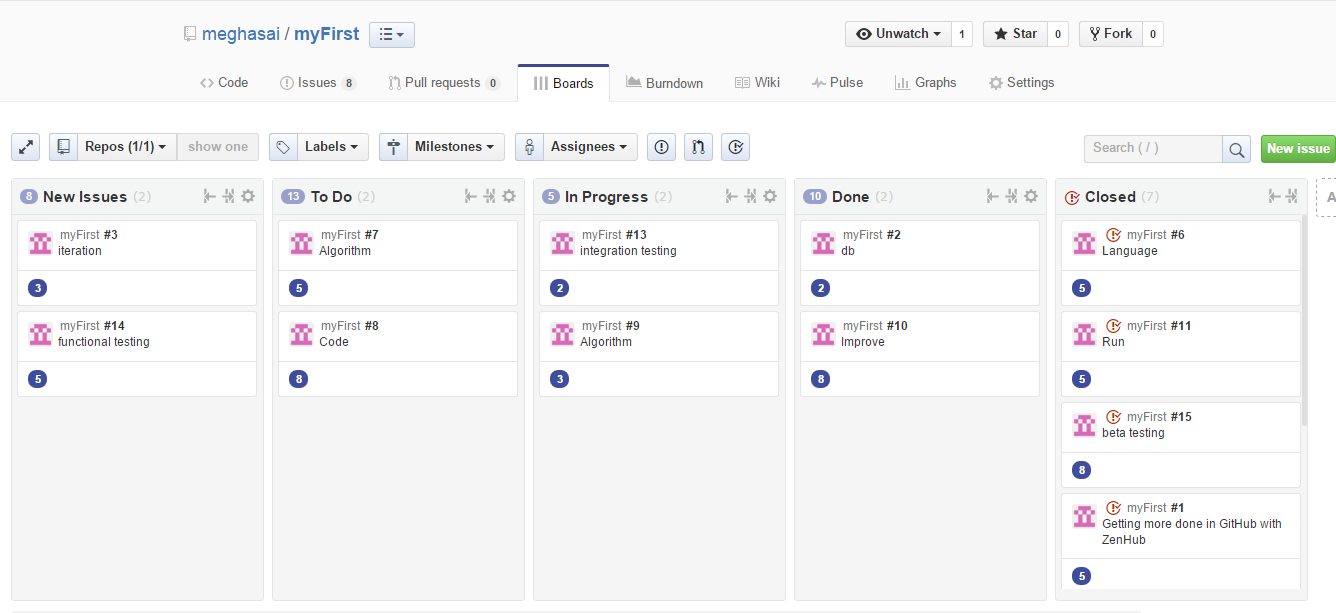 meghasai / myFirst
Unwatch 1 Star 0 Fork 0
Code Issues 8 Pull requests 0 Boards Burndown Wiki Pulse Graphs Settings
Repos (1/1) show one Labels Milestones Assignees Search ( / ) New issue
8 New Issues (2)
myFirst #3
iteration
3
myFirst #14
functional testing
5
13 To Do (2)
myFirst #7
Algorithm
5
myFirst #8
Code
8
5 In Progress (2)
myFirst #13
integration testing
2
myFirst #9
Algorithm
3
10 Done (2)
myFirst #2
db
2
myFirst #10
Improve
8
Closed (7)
myFirst #6
Language
5
myFirst #11
Run
5
myFirst #15
beta testing
8
myFirst #1
Getting more done in GitHub with
ZenHub
5